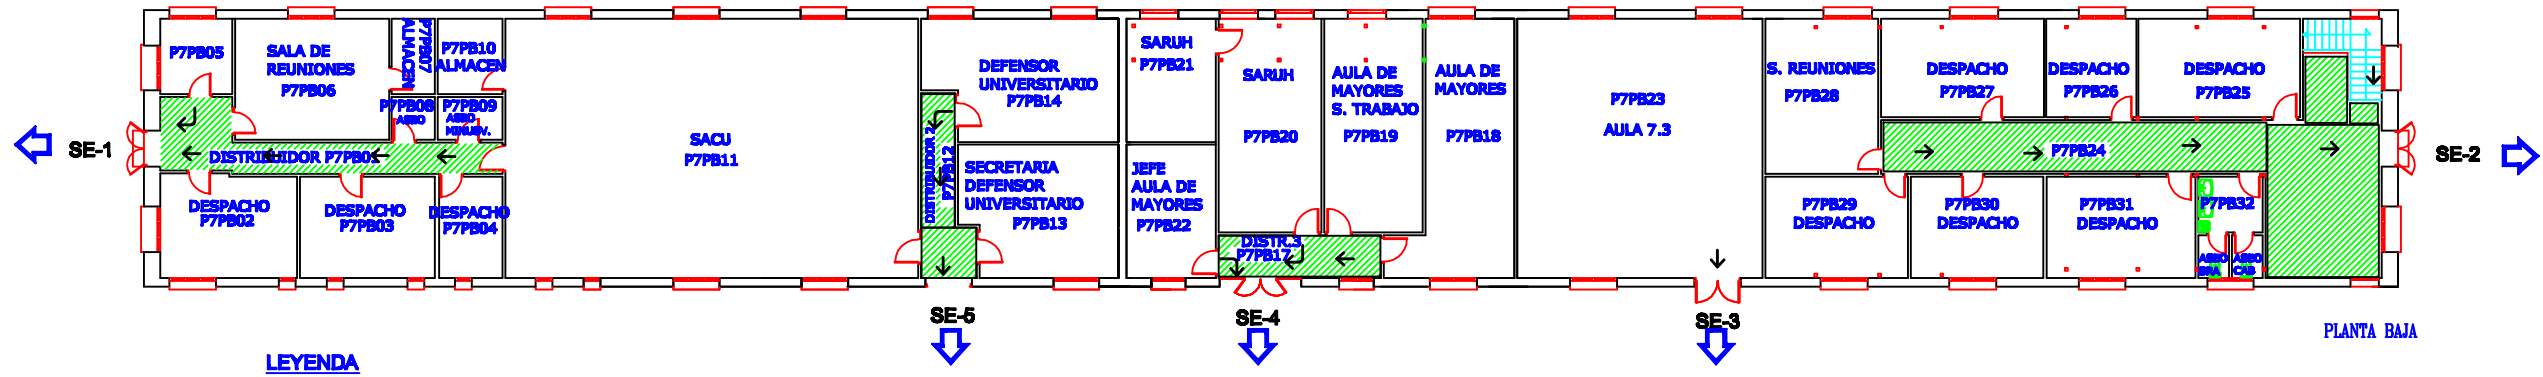 P7PB05
SALA DE
REUNIONES
P7PB06
P7PB07
ALMACEN
P7PB10
ALMACEN
P7PB08
ASEO
P7PB09
ASEO
MINUSV.
SE-1
DISTRIBUIDOR P7PB01
DESPACHO
P7PB02
DESPACHO
P7PB03
DESPACHO
P7PB04
SACU
P7PB11
DISTRIBUIDOR 2
P7PB12
DEFENSOR
UNIVERSITARIO
P7PB14
SECRETARIA
DEFENSOR
UNIVERSITARIO
P7PB13
SARUH
P7PB21
JEFE
AULA DE
MAYORES
P7PB22
SARUH
P7PB20
AULA DE
MAYORES
S. TRABAJO
P7PB19
AULA DE
MAYORES
P7PB18
DISTR.3
P7PB17
P7PB23
AULA 7.3
S. REUNIONES
P7PB28
DESPACHO
P7PB27
DESPACHO
P7PB26
DESPACHO
P7PB25
P7PB24
P7PB29
DESPACHO
P7PB30
DESPACHO
P7PB31
DESPACHO
P7PB32
ASEO
SRA
ASEO
CAB
SE-2
SE-5
SE-4
SE-3
PLANTA BAJA
LEYENDA